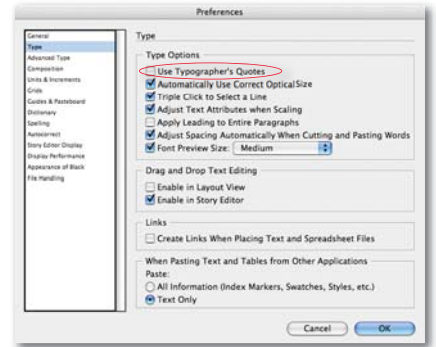 Preferences
General
Type
Advanced Type
Composition
Units & Increments
Grids
Guides & Pasteboard
Dictionary
Spelling
Autocorrect
Story Editor Display
Display Performance
Appearance of Black
File Handling
Type
Type Options
Use Typographer's Quotes
Automatically Use Correct Optical Size
Triple Click to Select a Line
Adjust Text Attributes when Scaling
Apply Leading to Entire Paragraphs
Adjust Spacing Automatically When Cutting and Pasting Words
Font Preview Size: Medium
Drag and Drop Text Editing
Enable in Layout View
Enable in Story Editor
Links
Create Links When Placing Text and Spreadsheet Files
When Pasting Text and Tables from Other Applications
Paste:
All Information (Index Markers, Swatches, Styles, etc.)
Text Only
Cancel
OK